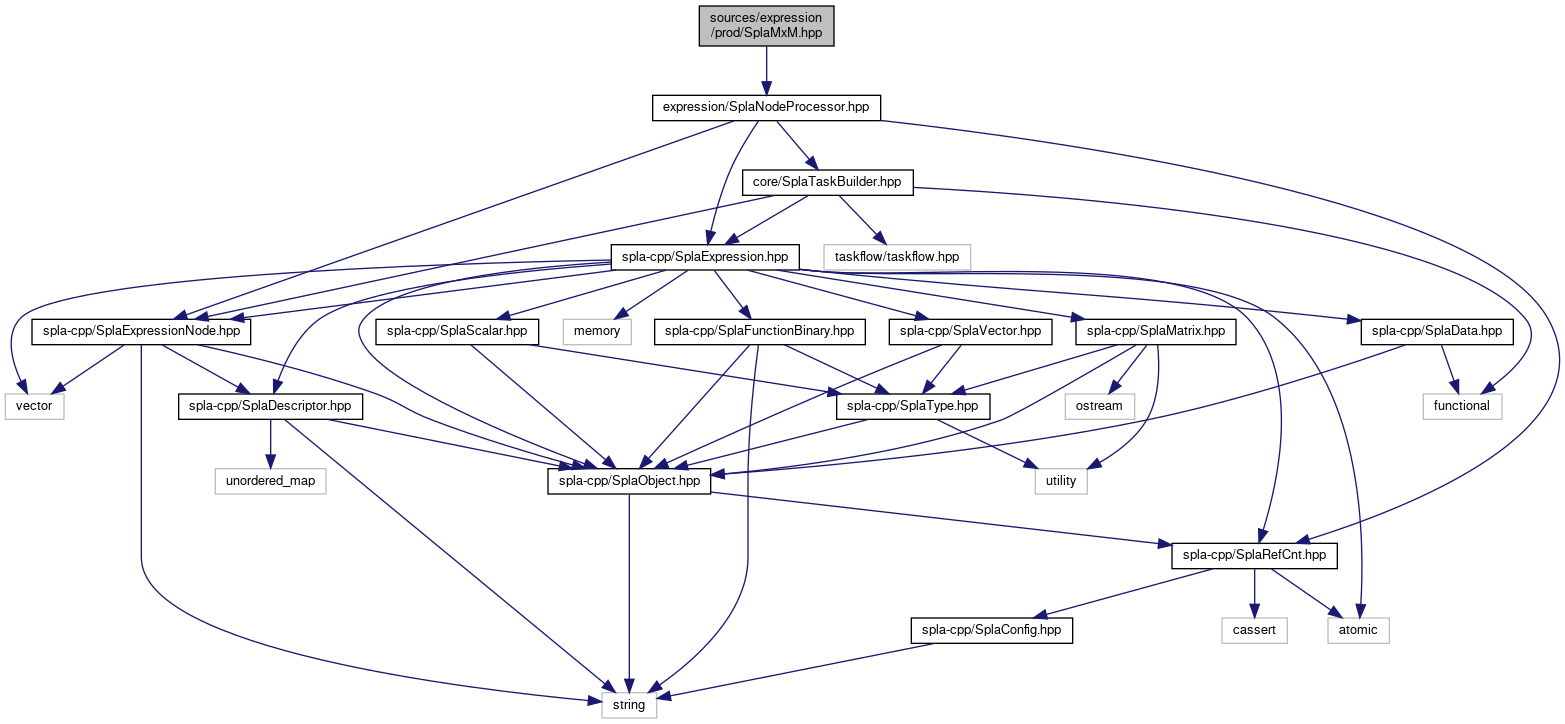 sources/expression
/prod/SplaMxM.hpp
expression/SplaNodeProcessor.hpp
core/SplaTaskBuilder.hpp
spla-cpp/SplaExpression.hpp
taskflow/taskflow.hpp
spla-cpp/SplaExpressionNode.hpp
spla-cpp/SplaScalar.hpp
memory
spla-cpp/SplaFunctionBinary.hpp
spla-cpp/SplaVector.hpp
spla-cpp/SplaMatrix.hpp
spla-cpp/SplaData.hpp
vector
spla-cpp/SplaDescriptor.hpp
spla-cpp/SplaType.hpp
ostream
functional
unordered_map
spla-cpp/SplaObject.hpp
utility
spla-cpp/SplaRefCnt.hpp
spla-cpp/SplaConfig.hpp
cassert
atomic
string